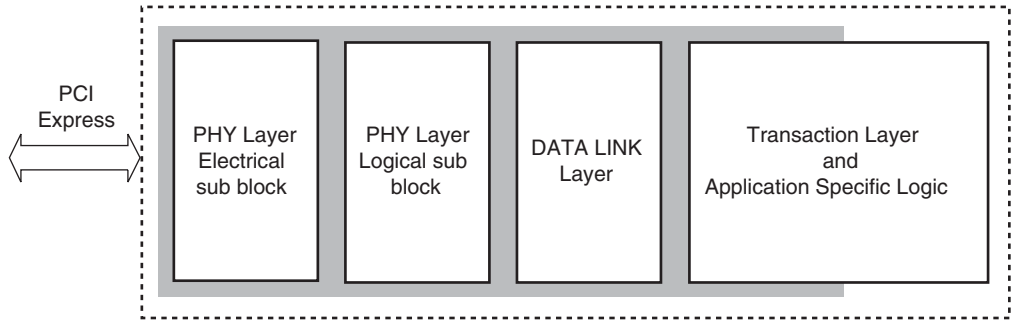 PCI
Express
PHY Layer
Electrical
sub block
PHY Layer
Logical sub
block
DATA LINK
Layer
Transaction Layer
and
Application Specific Logic